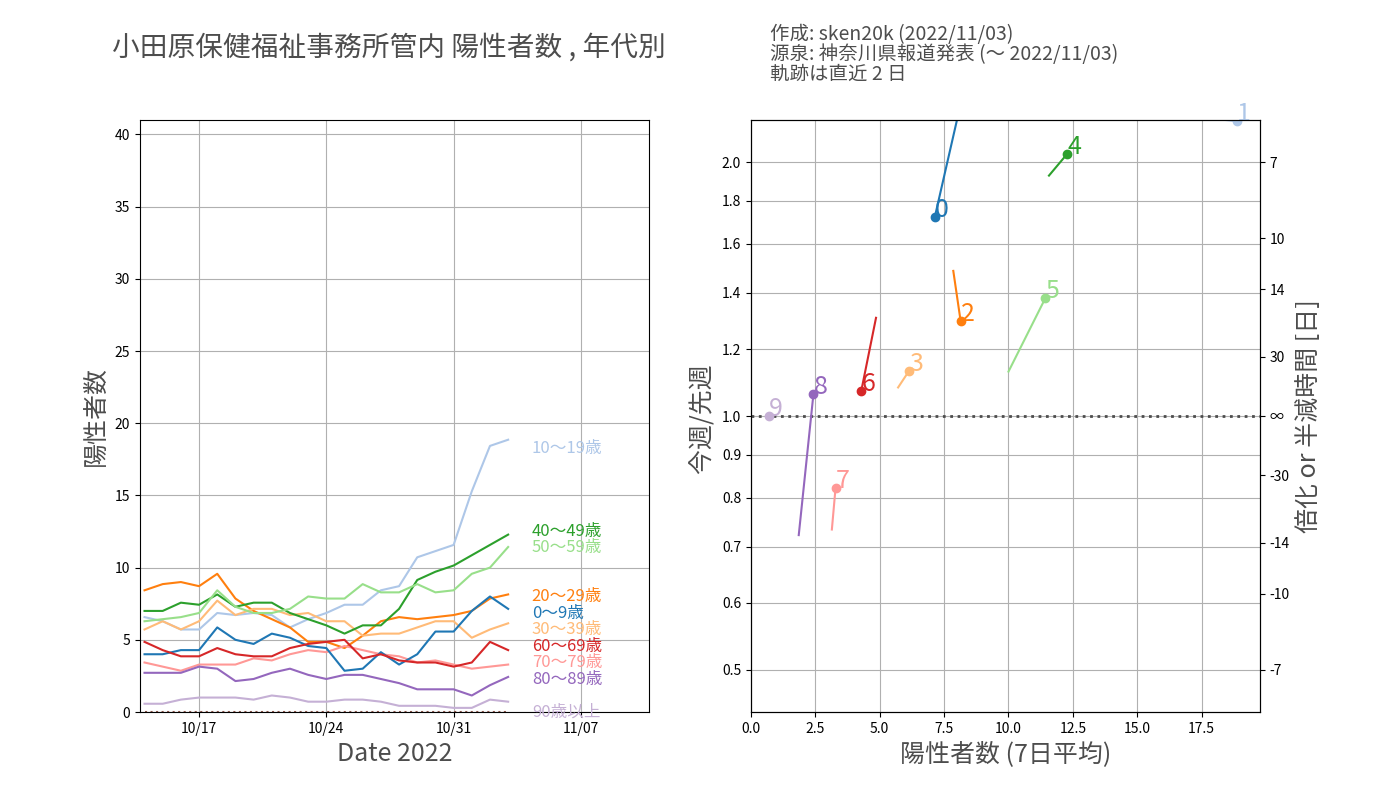 小田原保健福祉事務所管内 陽性者数 , 年代別
作成: sken20k (2022/11/03)
源泉: 神奈川県報道発表 (～ 2022/11/03)
軌跡は直近 2 日
陽性者数
40
35
30
25
20
15
10
5
0
10/17
10/24
10/31
11/07
Date 2022
10～19歳
40～49歳
50～59歳
20～29歳
0～9歳
30～39歳
60～69歳
70～79歳
80～89歳
90歳以上
今週/先週
2.0
1.8
1.6
1.4
1.2
1.0
0.9
0.8
0.7
0.6
0.5
1
4
0
5
2
3
6
8
9
7
0.0
2.5
5.0
7.5
10.0
12.5
15.0
17.5
陽性者数 (7日平均)
7
10
14
30
∞
-30
-14
-10
-7
倍化 or 半減時間 [日]